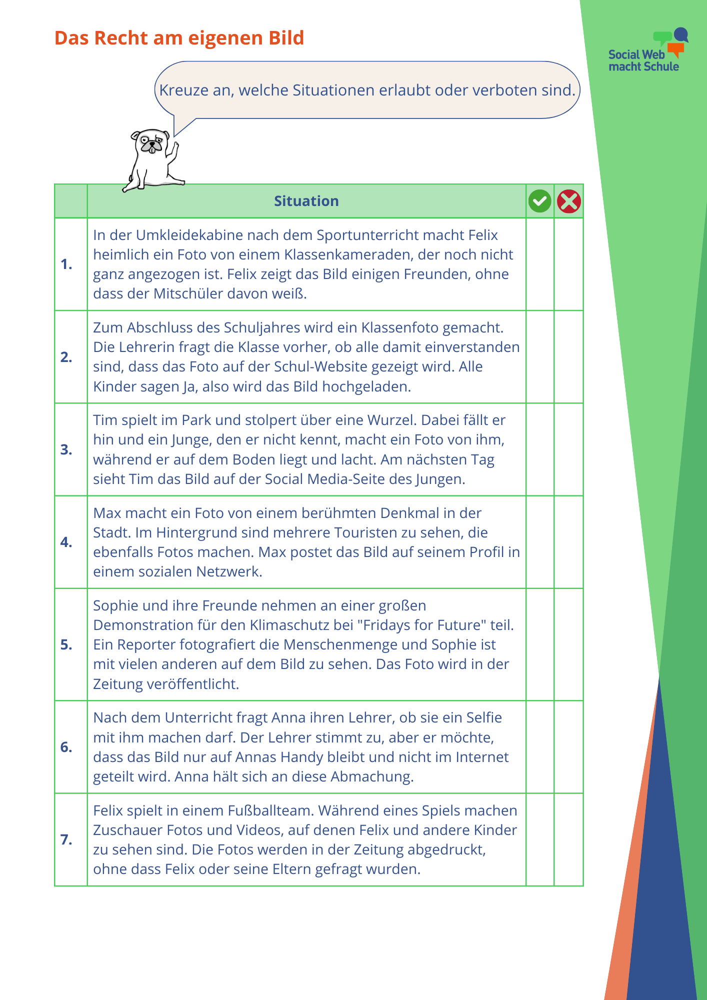 Das Recht am eigenen Bild
Social Web
macht Schule
Kreuze an, welche Situationen erlaubt oder verboten sind.
Situation
1.
In der Umkleidekabine nach dem Sportunterricht macht Felix
heimlich ein Foto von einem Klassenkameraden, der noch nicht
ganz angezogen ist. Felix zeigt das Bild einigen Freunden, ohne
dass der Mitschüler davon weiß.
2.
Zum Abschluss des Schuljahres wird ein Klassenfoto gemacht.
Die Lehrerin fragt die Klasse vorher, ob alle damit einverstanden
sind, dass das Foto auf der Schul-Website gezeigt wird. Alle
Kinder sagen Ja, also wird das Bild hochgeladen.
3.
Tim spielt im Park und stolpert über eine Wurzel. Dabei fällt er
hin und ein Junge, den er nicht kennt, macht ein Foto von ihm,
während er auf dem Boden liegt und lacht. Am nächsten Tag
sieht Tim das Bild auf der Social Media-Seite des Jungen.
4.
Max macht ein Foto von einem berühmten Denkmal in der
Stadt. Im Hintergrund sind mehrere Touristen zu sehen, die
ebenfalls Fotos machen. Max postet das Bild auf seinem Profil in
einem sozialen Netzwerk.
5.
Sophie und ihre Freunde nehmen an einer großen
Demonstration für den Klimaschutz bei "Fridays for Future" teil.
Ein Reporter fotografiert die Menschenmenge und Sophie ist
mit vielen anderen auf dem Bild zu sehen. Das Foto wird in der
Zeitung veröffentlicht.
6.
Nach dem Unterricht fragt Anna ihren Lehrer, ob sie ein Selfie
mit ihm machen darf. Der Lehrer stimmt zu, aber er möchte,
dass das Bild nur auf Annas Handy bleibt und nicht im Internet
geteilt wird. Anna hält sich an diese Abmachung.
7.
Felix spielt in einem Fußballteam. Während eines Spiels machen
Zuschauer Fotos und Videos, auf denen Felix und andere Kinder
zu sehen sind. Die Fotos werden in der Zeitung abgedruckt,
ohne dass Felix oder seine Eltern gefragt wurden.